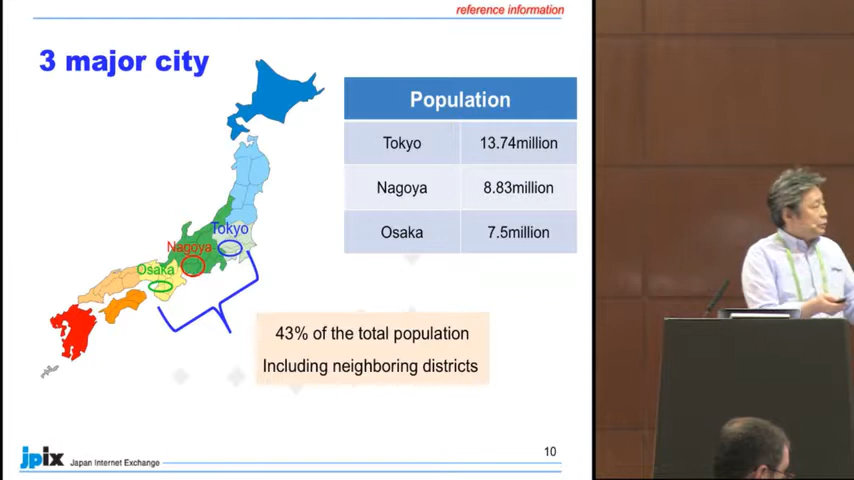 reference information
3 major city
Population
Tokyo 13.74million
Nagoya 8.83million
Osaka 7.5million
Tokyo
Nagoya
Osaka
43% of the total population
Including neighboring districts
jpix Japan Internet Exchange
10